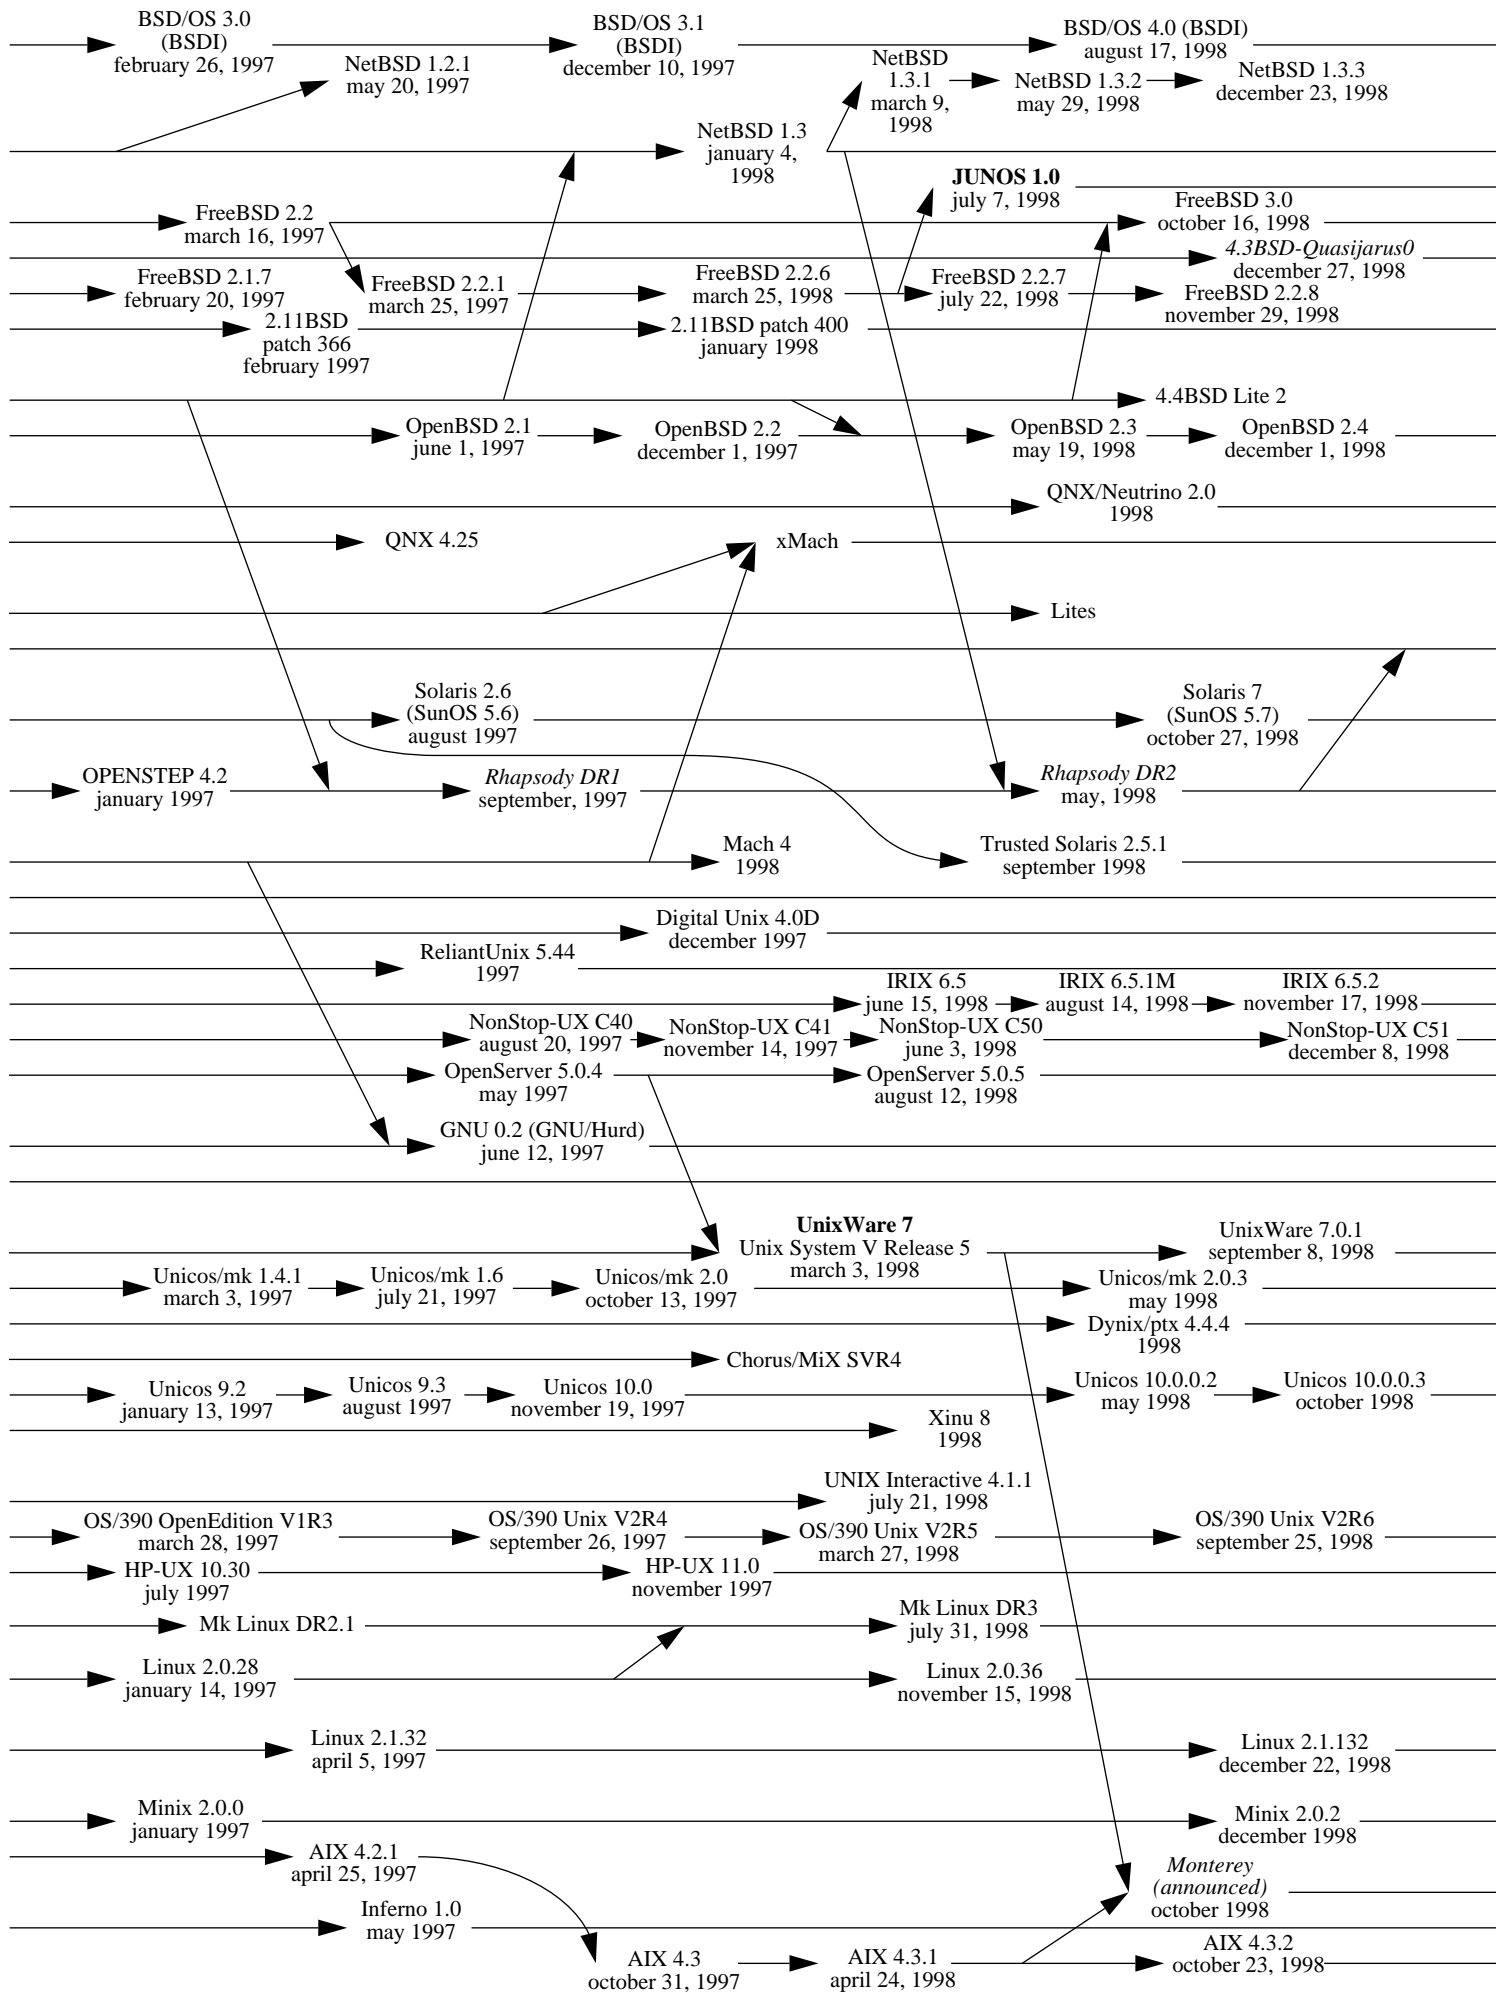 BSD/OS 3.0
(BSDI)
february 26, 1997
BSD/OS 3.1
(BSDI)
december 10, 1997
BSD/OS 4.0 (BSDI)
august 17, 1998
NetBSD 1.2.1
may 20, 1997
NetBSD
1.3.1
march 9,
1998
NetBSD 1.3.2
may 29, 1998
NetBSD 1.3.3
december 23, 1998
NetBSD 1.3
january 4,
1998
JUNOS 1.0
july 7, 1998
FreeBSD 2.2
march 16, 1997
FreeBSD 3.0
october 16, 1998
4.3BSD-Quasijarus0
december 27, 1998
FreeBSD 2.1.7
february 20, 1997
FreeBSD 2.2.1
march 25, 1997
FreeBSD 2.2.6
march 25, 1998
FreeBSD 2.2.7
july 22, 1998
FreeBSD 2.2.8
november 29, 1998
2.11BSD
patch 366
february 1997
2.11BSD patch 400
january 1998
4.4BSD Lite 2
OpenBSD 2.1
june 1, 1997
OpenBSD 2.2
december 1, 1997
OpenBSD 2.3
may 19, 1998
OpenBSD 2.4
december 1, 1998
QNX/Neutrino 2.0
1998
QNX 4.25
xMach
Lites
Solaris 2.6
(SunOS 5.6)
august 1997
Solaris 7
(SunOS 5.7)
october 27, 1998
OPENSTEP 4.2
january 1997
Rhapsody DR1
september, 1997
Rhapsody DR2
may, 1998
Mach 4
1998
Trusted Solaris 2.5.1
september 1998
Digital Unix 4.0D
december 1997
ReliantUnix 5.44
1997
IRIX 6.5
june 15, 1998
IRIX 6.5.1M
august 14, 1998
IRIX 6.5.2
november 17, 1998
NonStop-UX C40
august 20, 1997
NonStop-UX C41
november 14, 1997
NonStop-UX C50
june 3, 1998
NonStop-UX C51
december 8, 1998
OpenServer 5.0.4
may 1997
OpenServer 5.0.5
august 12, 1998
GNU 0.2 (GNU/Hurd)
june 12, 1997
UnixWare 7
Unix System V Release 5
march 3, 1998
UnixWare 7.0.1
september 8, 1998
Unicos/mk 1.4.1
march 3, 1997
Unicos/mk 1.6
july 21, 1997
Unicos/mk 2.0
october 13, 1997
Unicos/mk 2.0.3
may 1998
Dynix/ptx 4.4.4
1998
Chorus/MiX SVR4
Unicos 9.2
january 13, 1997
Unicos 9.3
august 1997
Unicos 10.0
november 19, 1997
Unicos 10.0.0.2
may 1998
Unicos 10.0.0.3
october 1998
Xinu 8
1998
UNIX Interactive 4.1.1
july 21, 1998
OS/390 OpenEdition V1R3
march 28, 1997
OS/390 Unix V2R4
september 26, 1997
OS/390 Unix V2R5
march 27, 1998
OS/390 Unix V2R6
september 25, 1998
HP-UX 10.30
july 1997
HP-UX 11.0
november 1997
Mk Linux DR2.1
Mk Linux DR3
july 31, 1998
Linux 2.0.28
january 14, 1997
Linux 2.0.36
november 15, 1998
Linux 2.1.32
april 5, 1997
Linux 2.1.132
december 22, 1998
Minix 2.0.0
january 1997
Minix 2.0.2
december 1998
AIX 4.2.1
april 25, 1997
Monterey
(announced)
october 1998
Inferno 1.0
may 1997
AIX 4.3
october 31, 1997
AIX 4.3.1
april 24, 1998
AIX 4.3.2
october 23, 1998